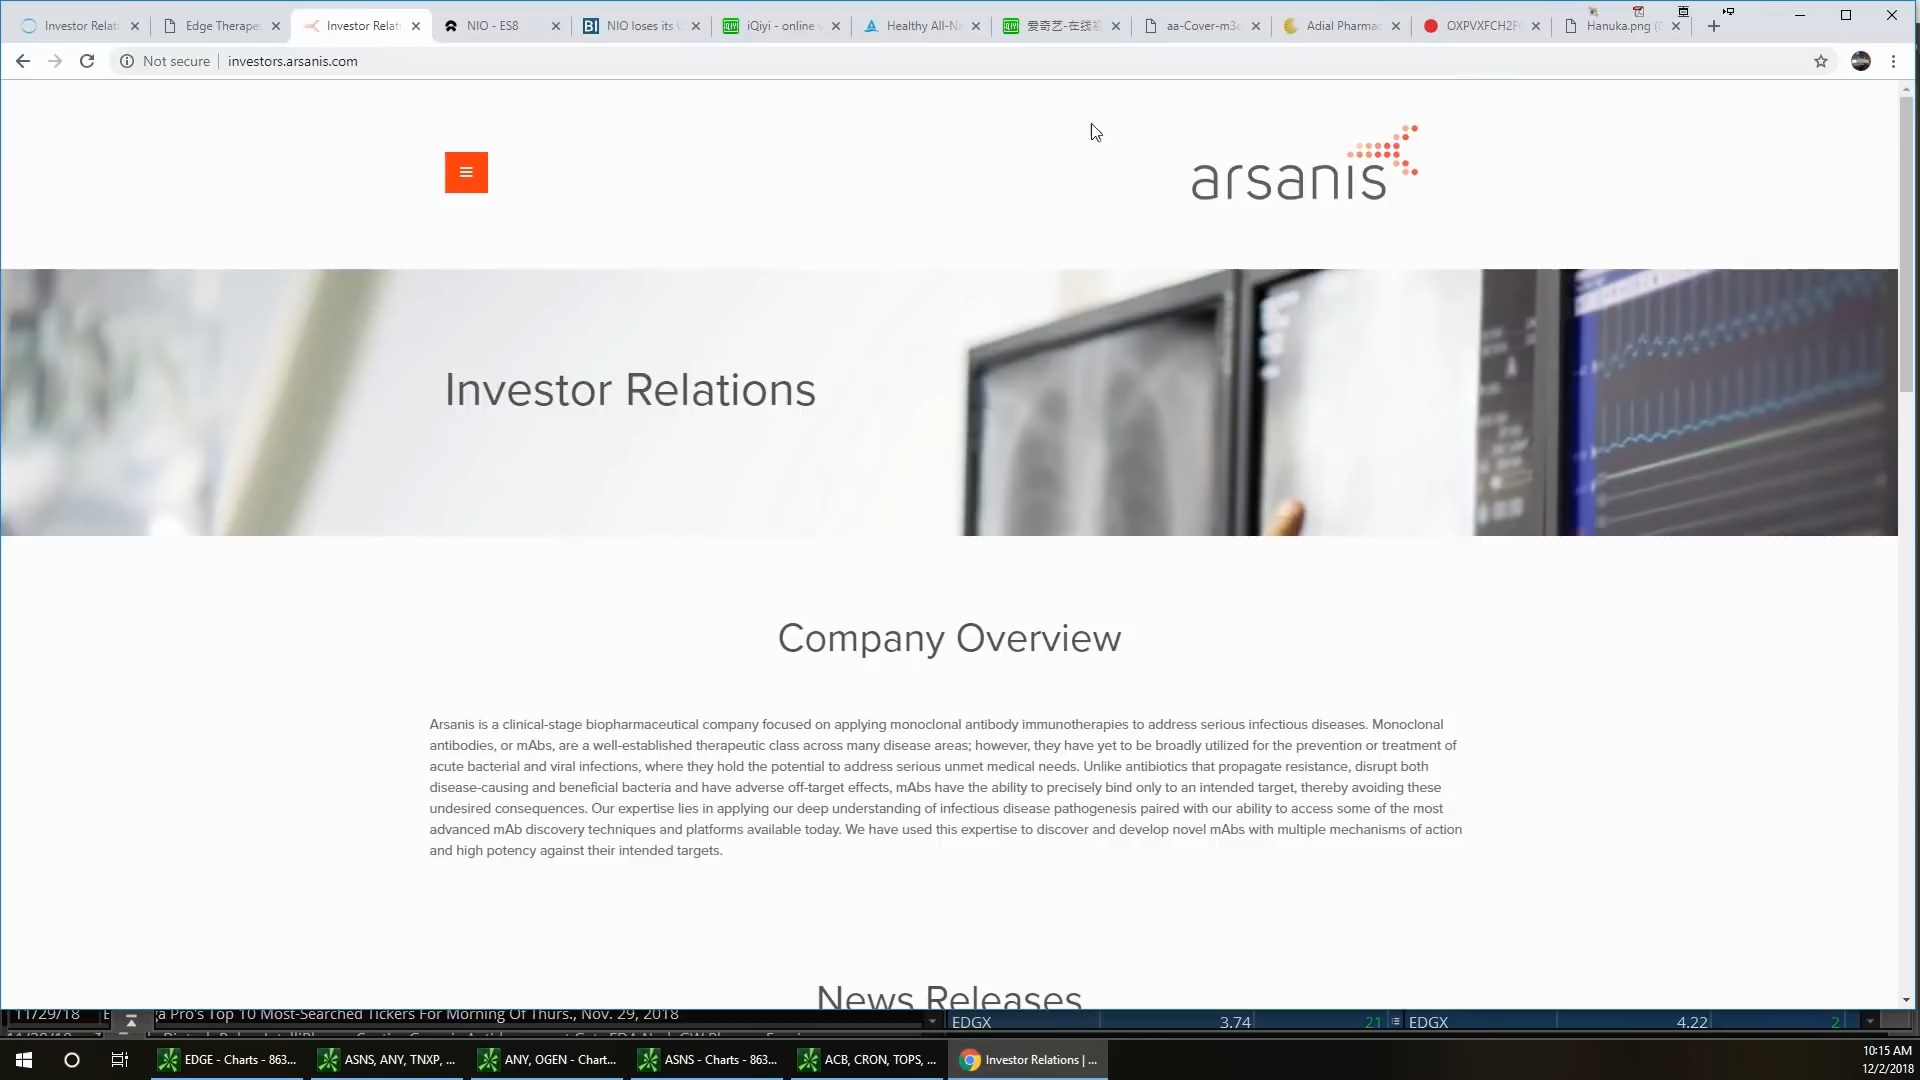 Investor Relati
Edge Therape
Investor Relati
NIO - ES8
NIO loses its
iQiyi - online
Healthy All-N
爱奇艺-在线
aa-Cover-m3
Adial Pharmac
OXPVXFCH2F
Hanuka.png
Not secure
investors.arsanis.com
arsanis
Investor Relations
Company Overview
Arsanis is a clinical-stage biopharmaceutical company focused on applying monoclonal antibody immunotherapies to address serious infectious diseases. Monoclonal
antibodies, or mAbs, are a well-established therapeutic class across many disease areas; however, they have yet to be broadly utilized for the prevention or treatment of
acute bacterial and viral infections, where they hold the potential to address serious unmet medical needs. Unlike antibiotics that propagate resistance, disrupt both
disease-causing and beneficial bacteria and have adverse off-target effects, mAbs have the ability to precisely bind only to an intended target, thereby avoiding these
undesired consequences. Our expertise lies in applying our deep understanding of infectious disease pathogenesis paired with our ability to access some of the most
advanced mAb discovery techniques and platforms available today. We have used this expertise to discover and develop novel mAbs with multiple mechanisms of action
and high potency against their intended targets.
News Releases
11/29/18
ga Pro's Top 10 Most-Searched Tickers For Morning Of Thurs., Nov. 29, 2018
EDGX 3.74 21 EDGX 4.22 2
EDGE - Charts - 863...
ASNS, ANY, TNXP, ...
ANY, OGEN - Chart...
ASNS - Charts - 863...
ACB, CRON, TOPS, ...
Investor Relations | ...
10:15 AM
12/2/2018